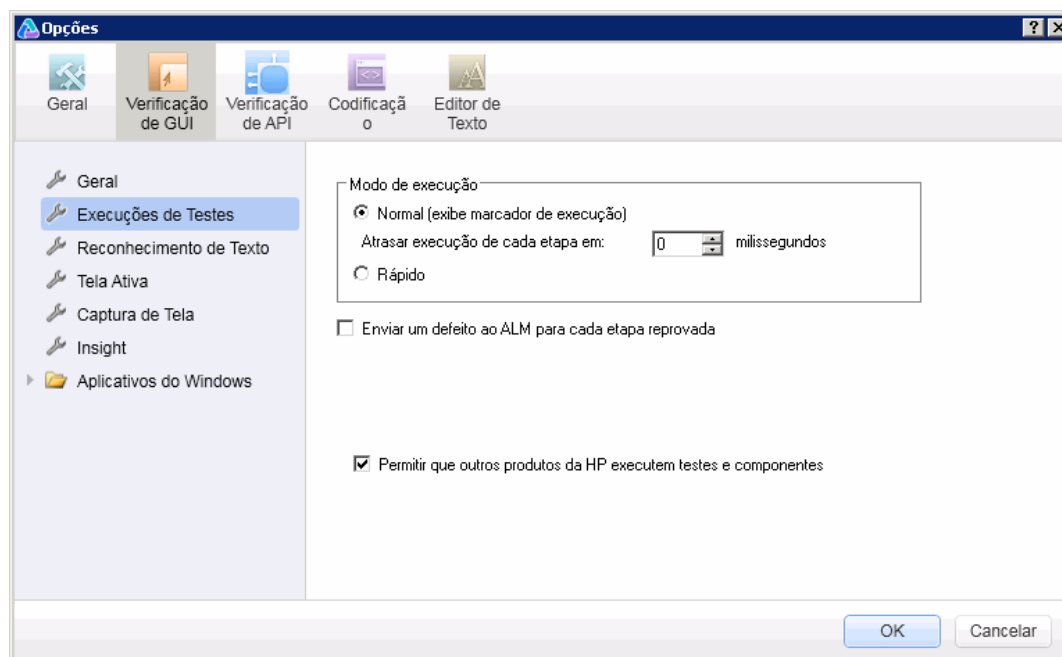 Opções
Geral
Verificação
de GUI
Verificação
de API
Codificaçã
o
Editor de
Texto
Geral
Execuções de Testes
Reconhecimento de Texto
Tela Ativa
Captura de Tela
Insight
Aplicativos do Windows
Modo de execução
Normal (exibe marcador de execução)
Atrasar execução de cada etapa em: 0 milissegundos
Rápido
Enviar um defeito ao ALM para cada etapa reprovada
Permitir que outros produtos da HP executem testes e componentes
OK Cancelar